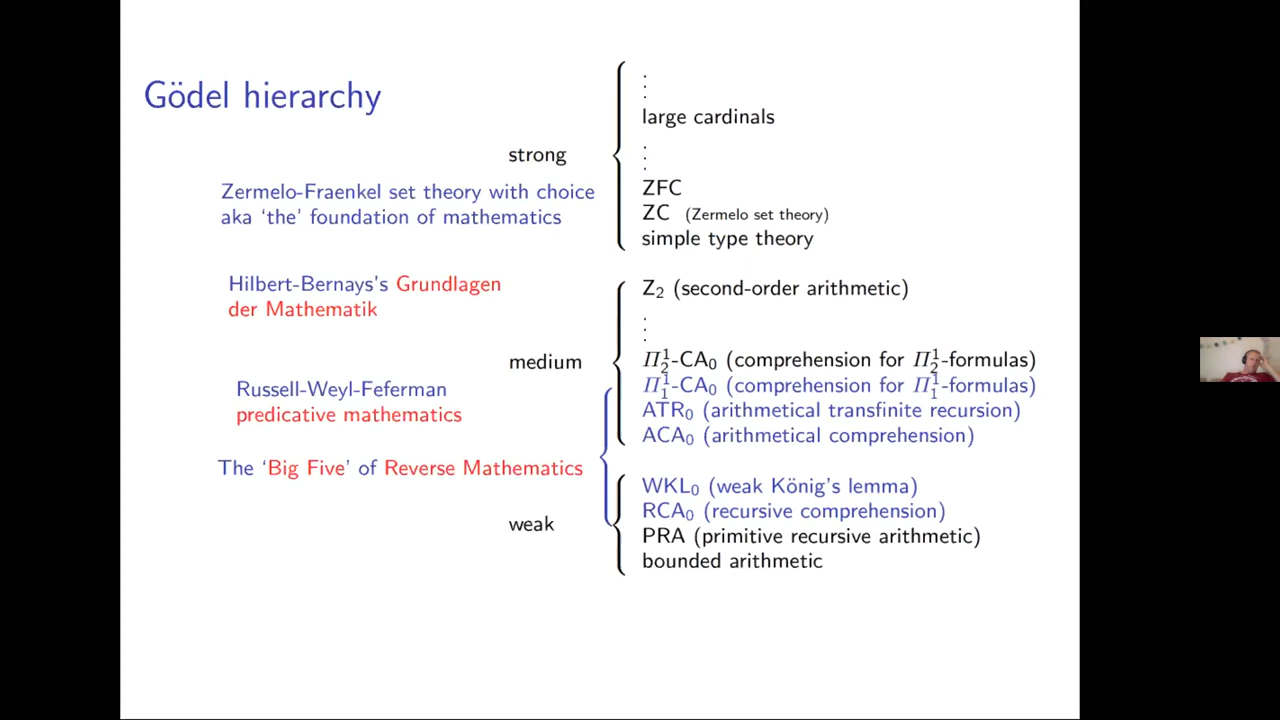 Gödel hierarchy
strong
Zermelo-Fraenkel set theory with choice
aka ‘the’ foundation of mathematics
⋮
large cardinals
⋮
ZFC
ZC (Zermelo set theory)
simple type theory
Hilbert-Bernays's Grundlagen
der Mathematik
medium
Russell-Weyl-Feferman
predicative mathematics
Z₂ (second-order arithmetic)
⋮
Π¹₂-CA₀ (comprehension for Π¹₂-formulas)
Π¹₁-CA₀ (comprehension for Π¹₁-formulas)
ATR₀ (arithmetical transfinite recursion)
ACA₀ (arithmetical comprehension)
The ‘Big Five’ of Reverse Mathematics
weak
WKL₀ (weak König's lemma)
RCA₀ (recursive comprehension)
PRA (primitive recursive arithmetic)
bounded arithmetic